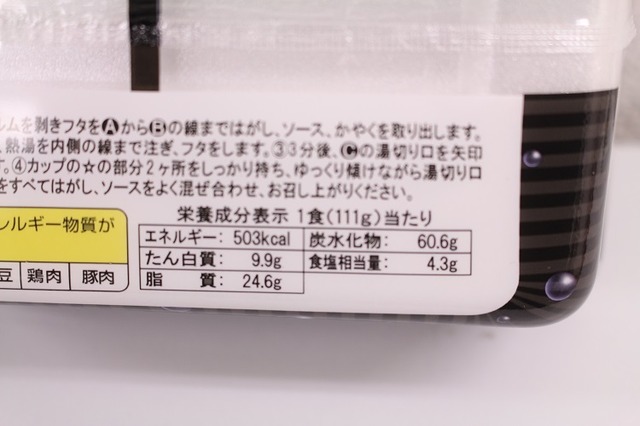 ルムを剥きフタをAからBの線まではがし、ソース、かやくを取り出します。
熱湯を内側の線まで注ぎ、フタをします。③3分後、Cの湯切り口を矢印
す。④カップの☆の部分2ヶ所をしっかり持ち、ゆっくり傾けながら湯切り口
をすべてはがし、ソースをよく混ぜ合わせ、お召し上がりください。
レルギー物質が
豆 鶏肉 豚肉
栄養成分表示 1食(111g)当たり
エネルギー: 503kcal 炭水化物: 60.6g
たん白質: 9.9g 食塩相当量: 4.3g
脂 質: 24.6g